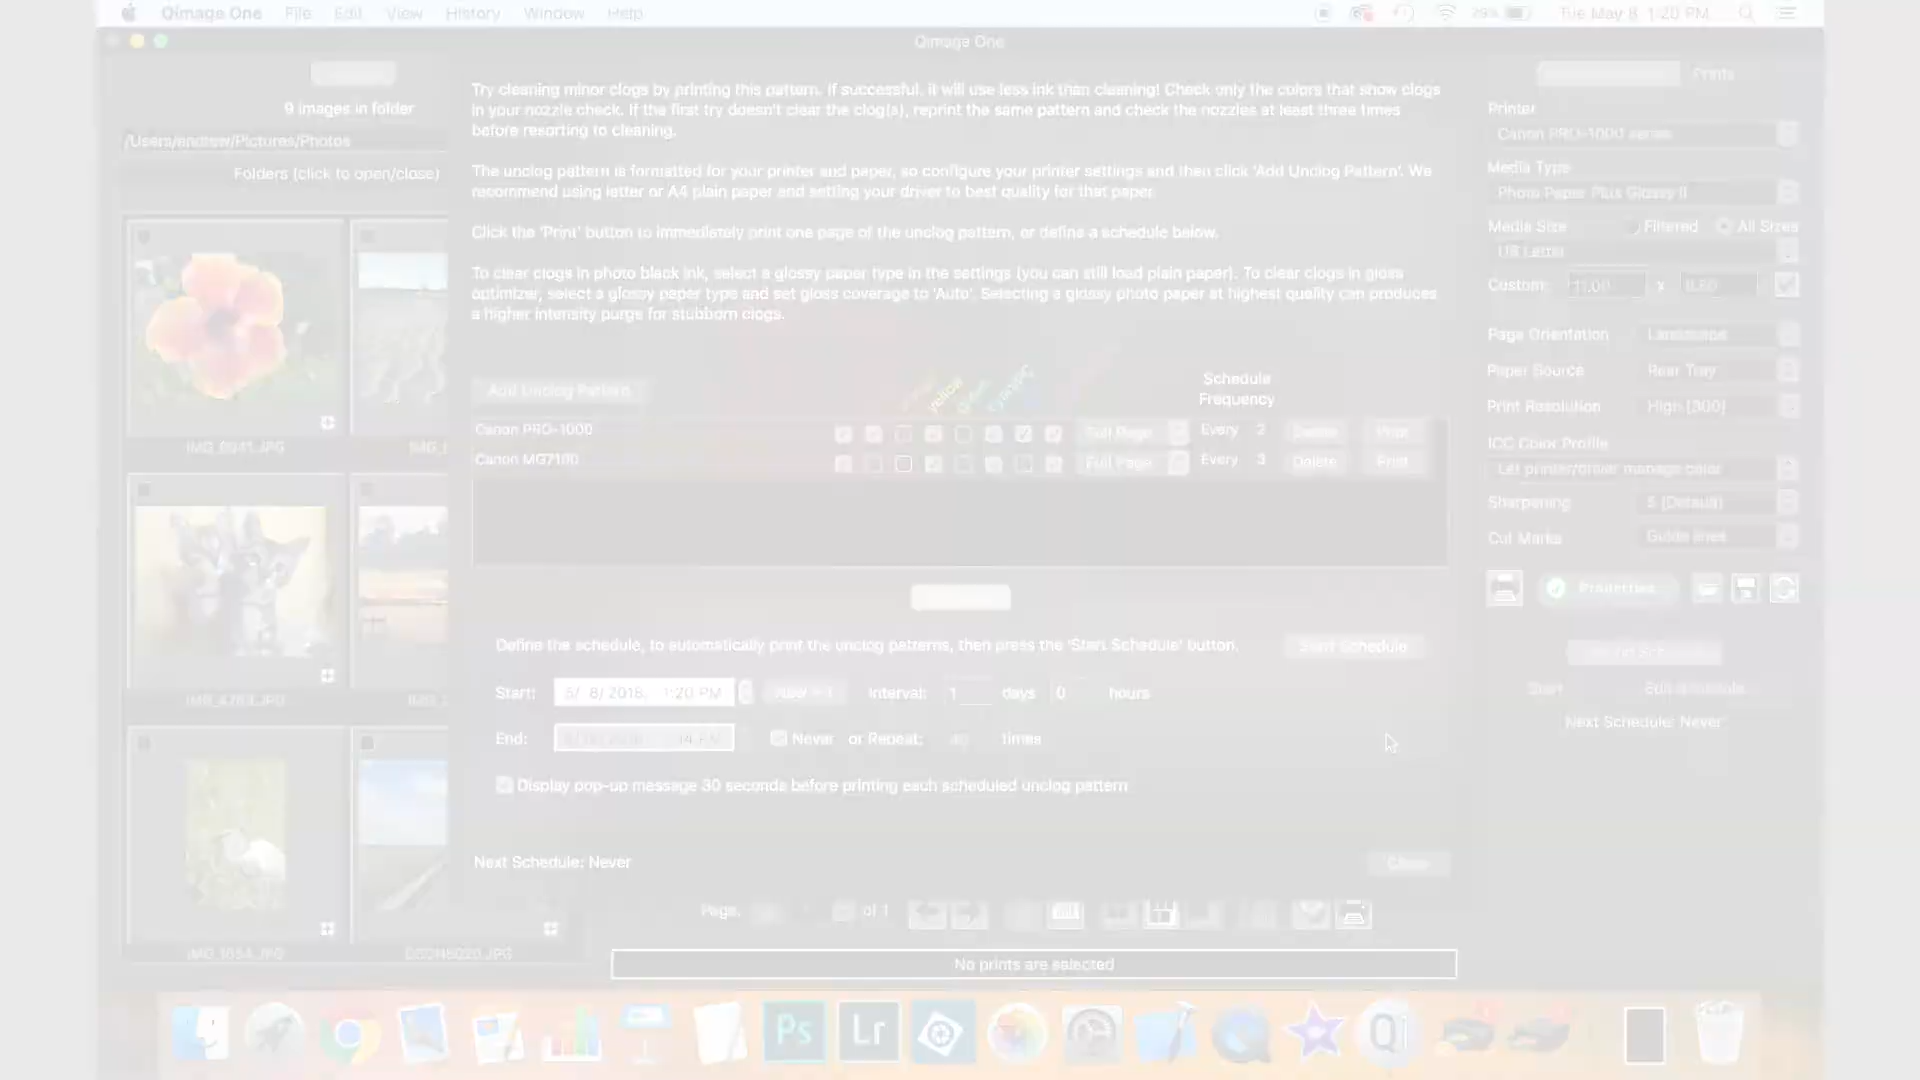 Qimage One File Edit View History Window Help
29% Tue May 8 1:20 PM
Qimage One
9 images in folder
/Users/andrew/Pictures/Photos
Folders (click to open/close)
IMG_4763.JPG
IMG_1654.JPG
Try cleaning minor clogs by printing this pattern. If successful, it will use less ink than cleaning! Check only the colors that show clogs
in your nozzle check. If the first try doesn't clear the clog(s), reprint the same pattern and check the nozzles at least three times
before resorting to cleaning.
The unclog pattern is formatted for your printer and paper, so configure your printer settings and then click 'Add Unclog Pattern'. We
recommend using letter or A4 plain paper and setting your driver to best quality for that paper.
Click the 'Print' button to immediately print one page of the unclog pattern, or define a schedule below.
To clear clogs in photo black ink, select a glossy paper type in the settings (you can still load plain paper). To clear clogs in gloss
optimizer, select a glossy paper type and set gloss coverage to 'Auto'. Selecting a glossy photo paper at highest quality can produces
a higher intensity purge for stubborn clogs.
Add Unclog Pattern
yellow
Schedule
Frequency
Canon PRO-1000 Full Page Every 2 Delete Print
Canon MG7100 Full Page Every 3 Delete Print
Define the schedule, to automatically print the unclog patterns, then press the 'Start Schedule' button.
Start Schedule
Start: 5/ 8/ 2018, 1:20 PM Now + 1 Interval: 1 days 0 hours
End: Never or Repeat: times
Display pop-up message 30 seconds before printing each scheduled unclog pattern
Next Schedule: Never
Close
Page: of 1
No prints are selected
Prints
Printer
Canon PRO-1000 series
Media Type
Photo Paper Plus Glossy II
Media Size Filtered All Sizes
US Letter
Custom: 11.00 x 8.50
Page Orientation Landscape
Paper Source Rear Tray
Print Resolution High (300)
ICC Color Profile
Let printer/driver manage color
Sharpening 5 (Default)
Cut Marks Guide lines
Properties
Start Edit Schedule
Next Schedule: Never
Ps
Lr